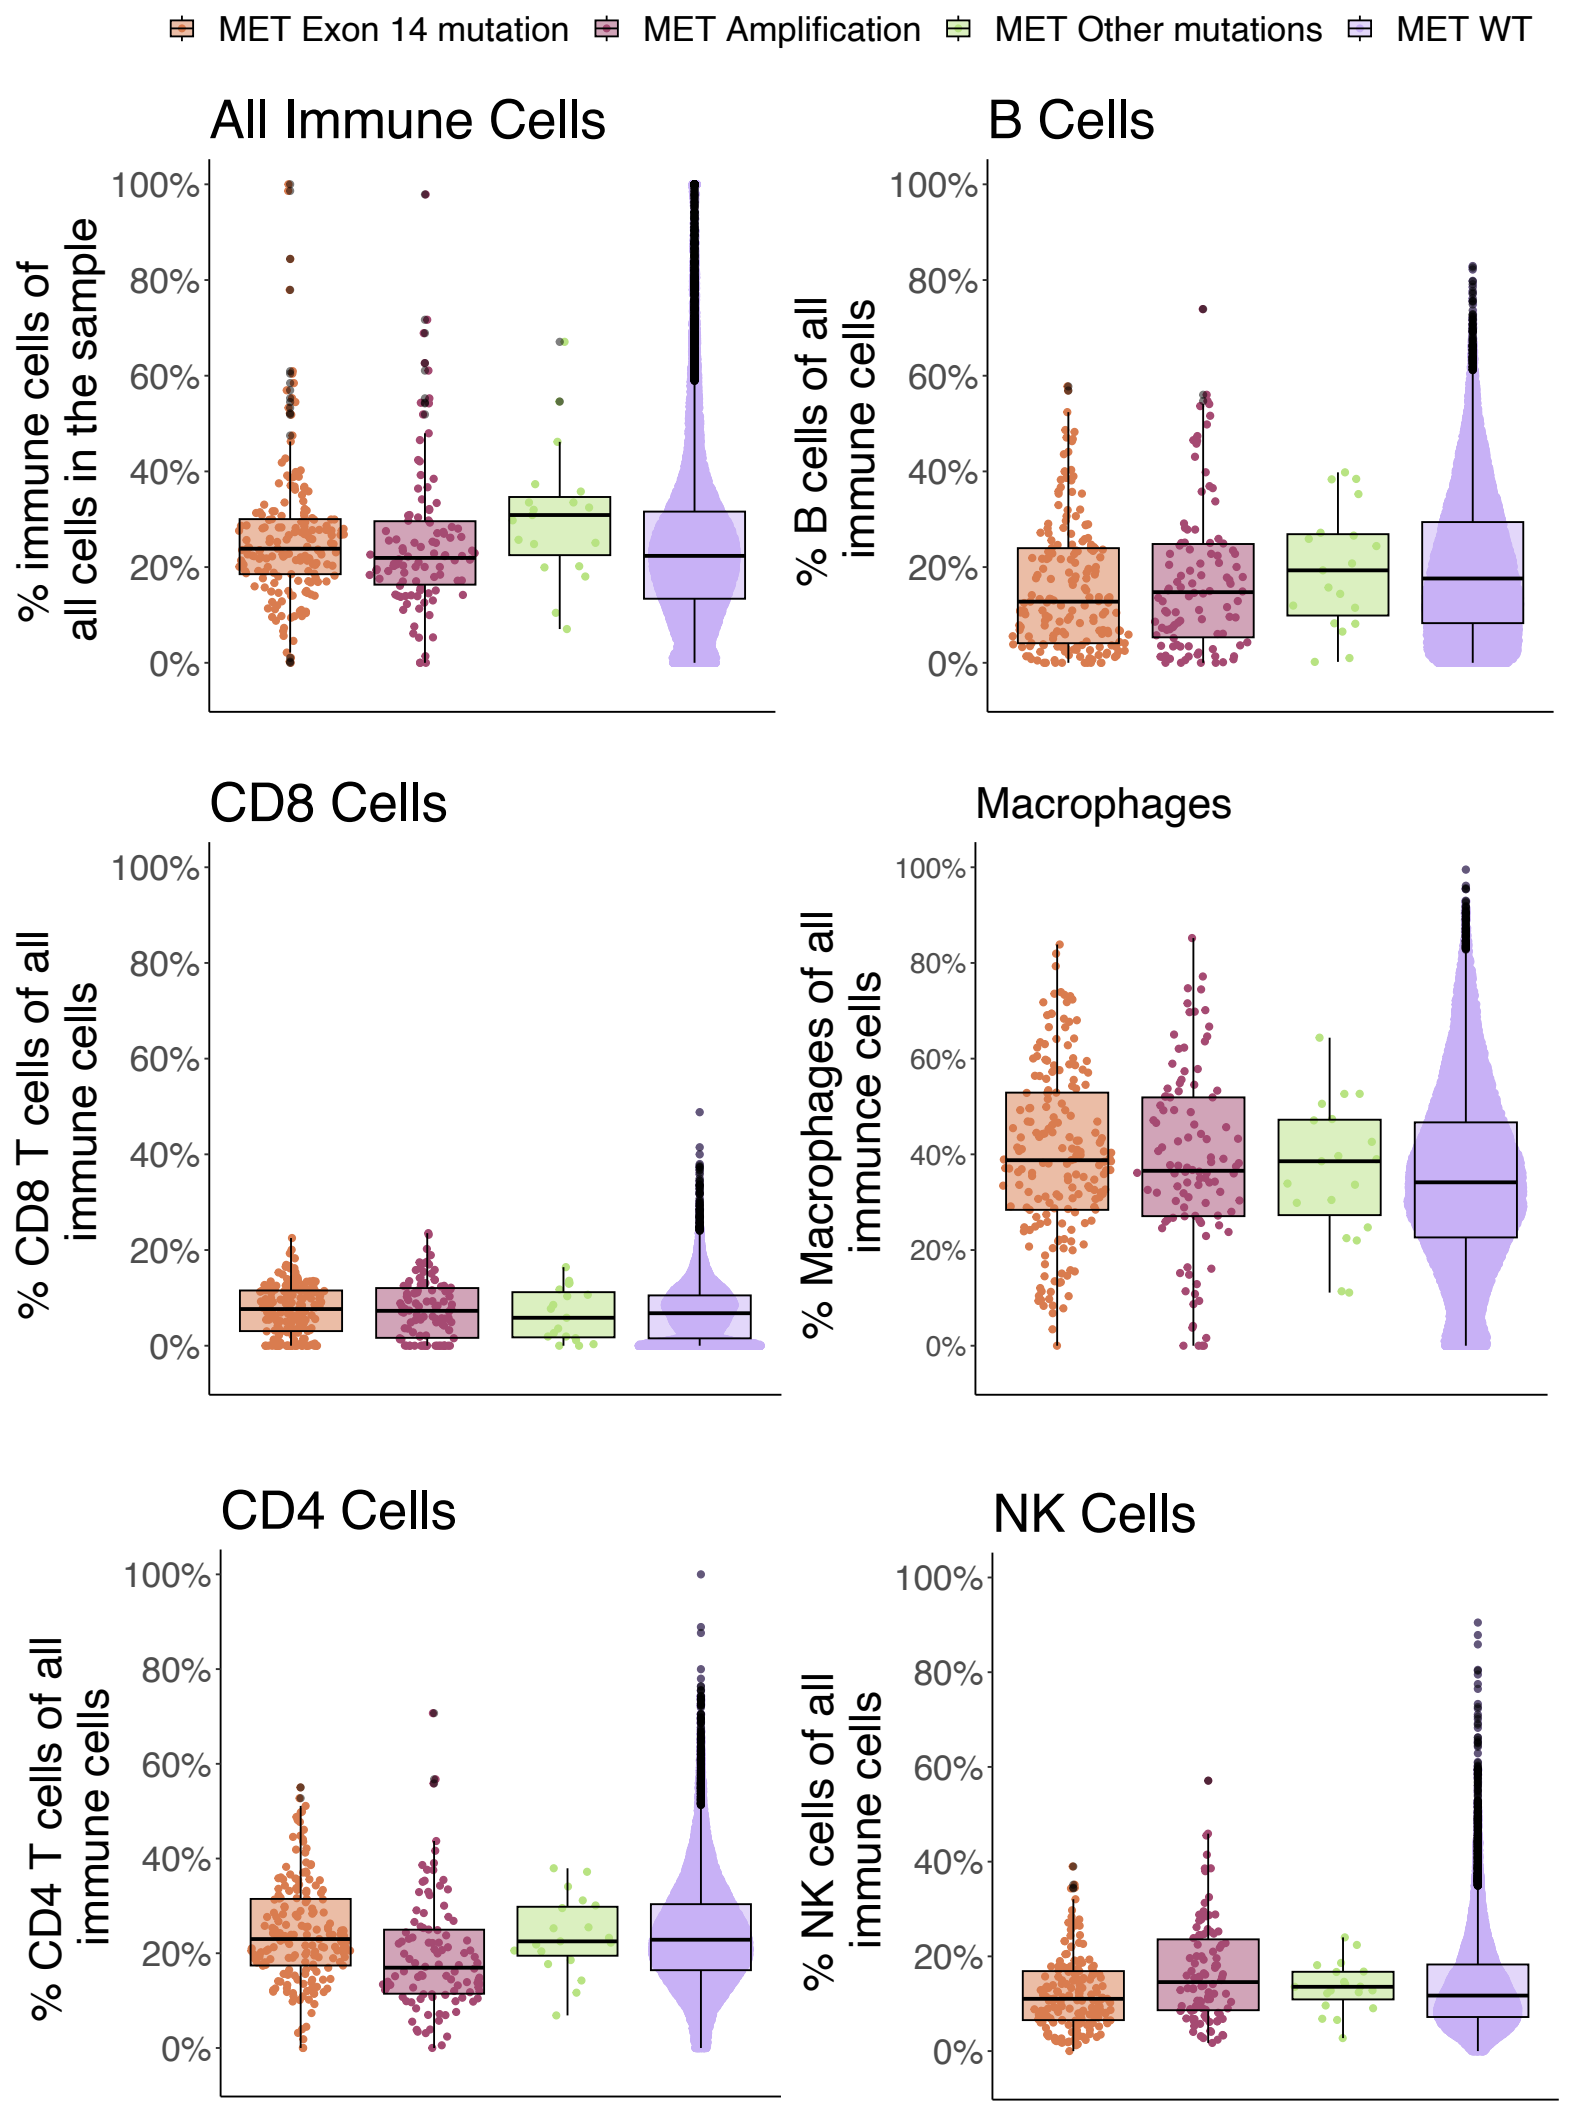 MET Exon 14 mutation MET Amplification MET Other mutations MET WT
All Immune Cells
% immune cells of
all cells in the sample
100%
80%
60%
40%
20%
0%
B Cells
% B cells of all
immune cells
100%
80%
60%
40%
20%
0%
CD8 Cells
% CD8 T cells of all
immune cells
100%
80%
60%
40%
20%
0%
Macrophages
% Macrophages of all
immunce cells
100%
80%
60%
40%
20%
0%
CD4 Cells
% CD4 T cells of all
immune cells
100%
80%
60%
40%
20%
0%
NK Cells
% NK cells of all
immune cells
100%
80%
60%
40%
20%
0%